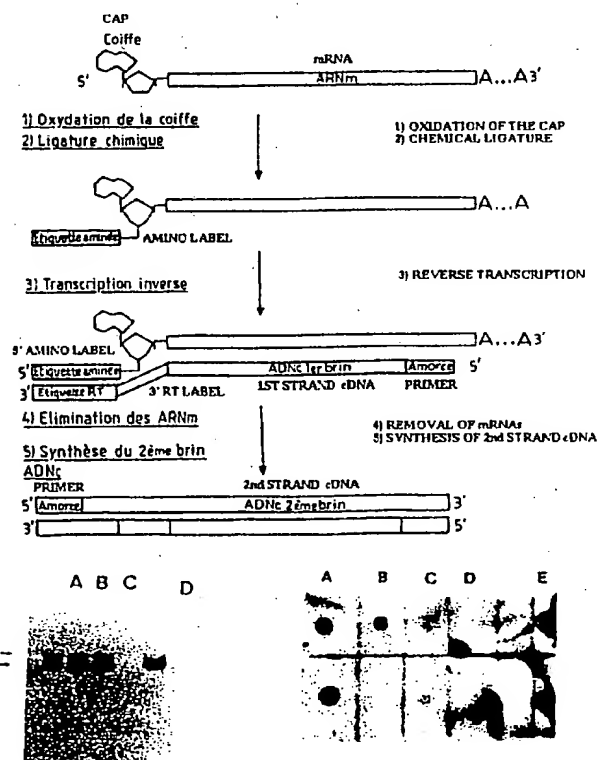 CAP
Coiffe
mRNA
5' ARNm A...A3'
1) Oxydation de la coiffe
2) Ligature chimique
1) OXIDATION OF THE CAP
2) CHEMICAL LIGATURE
A...A
Etiquette aminée AMINO LABEL
3) Transcription inverse
3) REVERSE TRANSCRIPTION
A...A3'
5' AMINO LABEL
5' Etiquette aminée ADNc 1er brin Amorce 5'
3' Etiquette RT 3' RT LABEL 1ST STRAND cDNA PRIMER
4) Elimination des ARNm
4) REMOVAL OF mRNAs
5) SYNTHESIS OF 2nd STRAND cDNA
5) Synthèse du 2ème brin
ADNc
PRIMER 2nd STRAND cDNA
5' Amorce ADNc 2ème brin 3'
3' 5'
A B C D
A B C D E